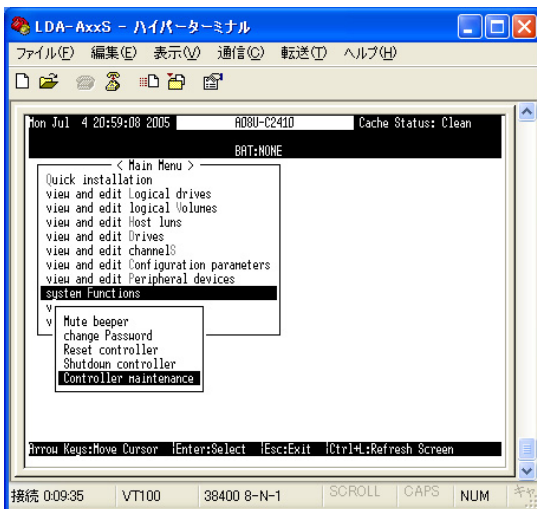 LDA-AxxS - ハイパーターミナル
ファイル(F) 編集(E) 表示(V) 通信(C) 転送(T) ヘルプ(H)
Mon Jul 4 20:59:08 2005 A08U-C2410 Cache Status: Clean
BAT:NONE
< Main Menu >
Quick installation
view and edit Logical drives
view and edit logical Volumes
view and edit Host luns
view and edit Drives
view and edit channelS
view and edit Configuration parameters
view and edit Peripheral devices
system Functions
v
v
Mute beeper
change Password
Reset controller
Shutdown controller
Controller maintenance
Arrow Keys:Move Cursor |Enter:Select |Esc:Exit |Ctrl+L:Refresh Screen
接続 0:09:35 VT100 38400 8-N-1 SCROLL CAPS NUM キャ